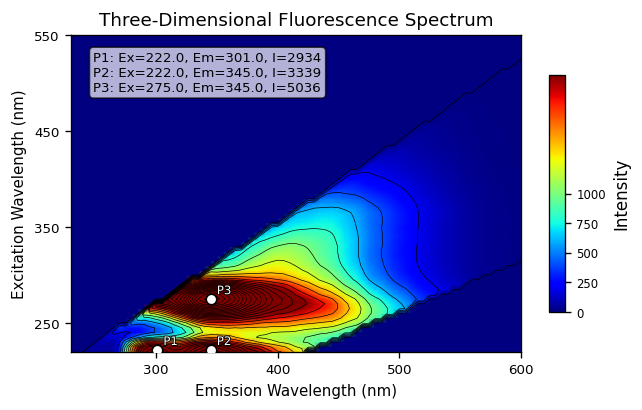 Three-Dimensional Fluorescence Spectrum
P1: Ex=222.0, Em=301.0, I=2934
P2: Ex=222.0, Em=345.0, I=3339
P3: Ex=275.0, Em=345.0, I=5036
550
450
350
250
Excitation Wavelength (nm)
P3
P1
P2
300
400
500
600
Emission Wavelength (nm)
1000
750
500
250
0
Intensity